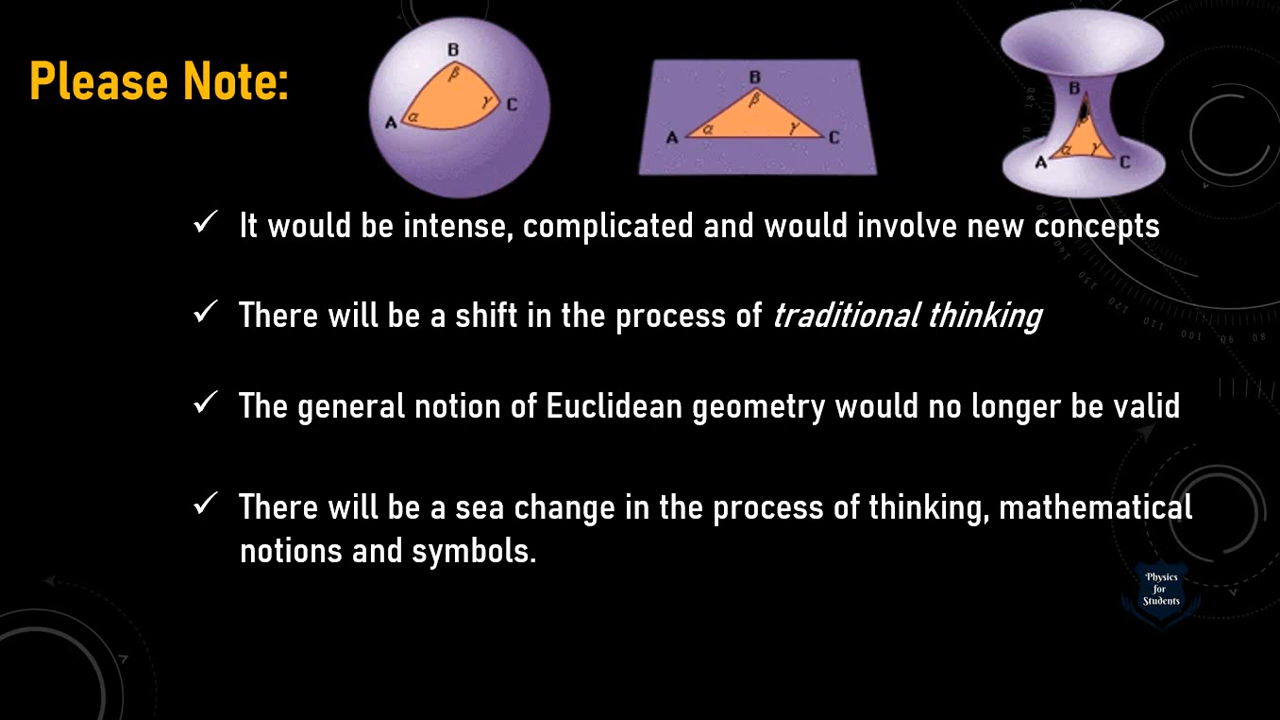 Please Note:
B
β
A
α
γ
C
B
β
A
α
γ
C
B
A
α
γ
C
✓ It would be intense, complicated and would involve new concepts
✓ There will be a shift in the process of traditional thinking
✓ The general notion of Euclidean geometry would no longer be valid
✓ There will be a sea change in the process of thinking, mathematical
notions and symbols.
Physics
for
Students